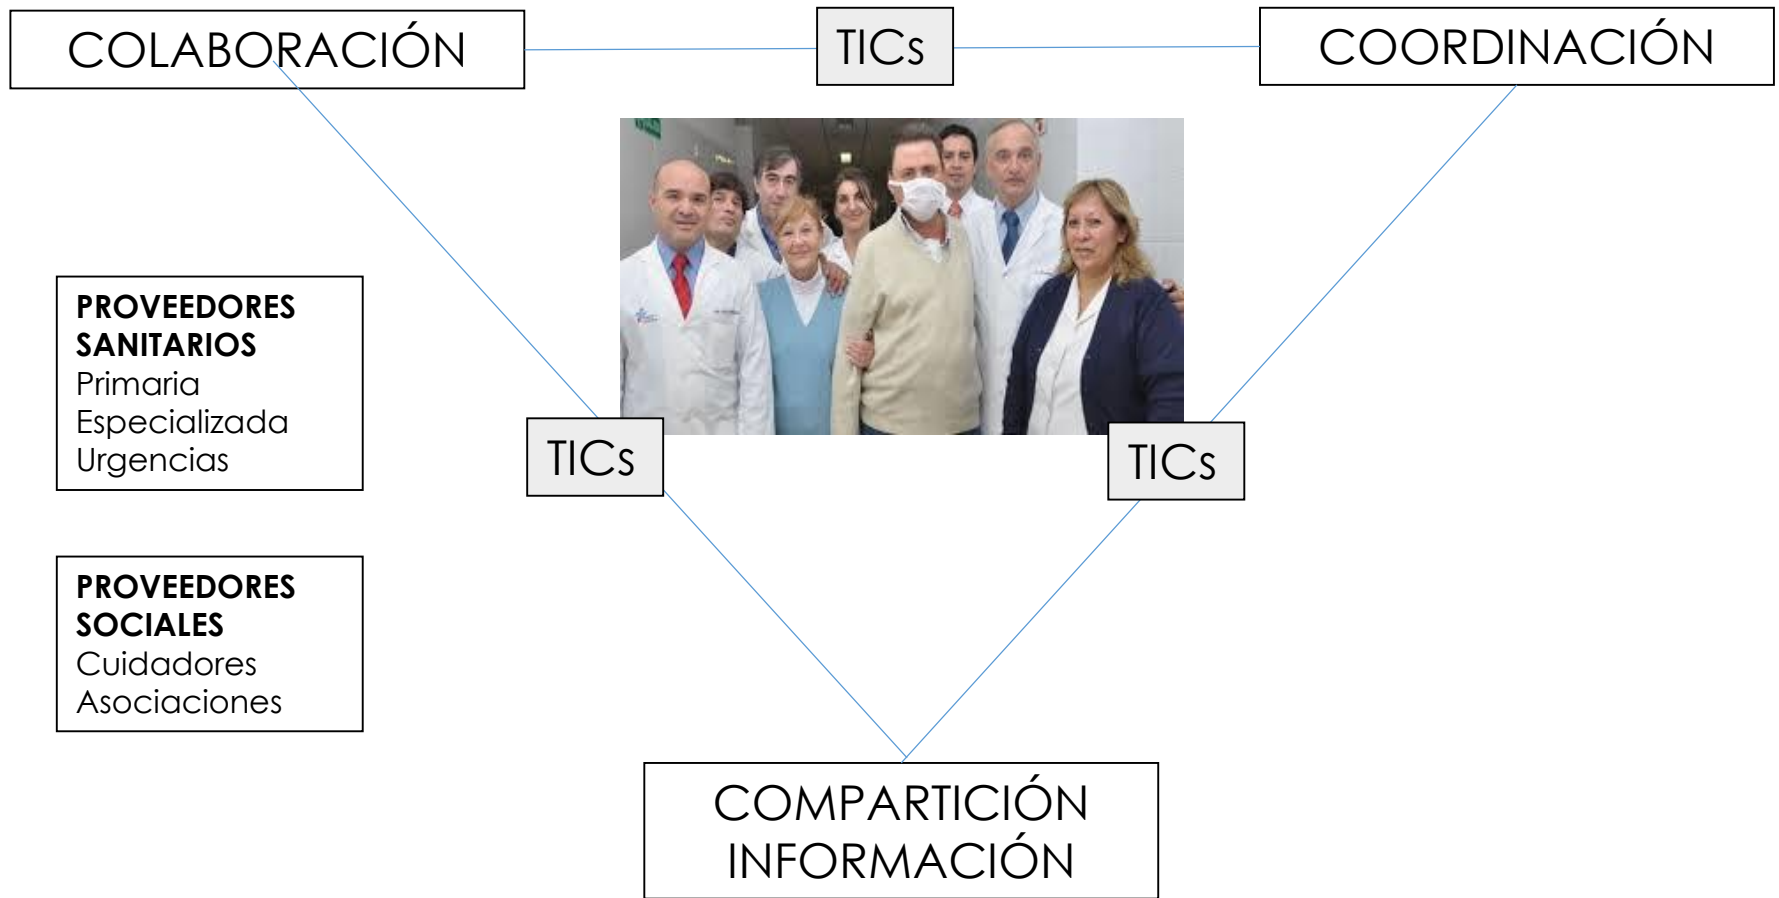 COLABORACIÓN
TICs
COORDINACIÓN
PROVEEDORES
SANITARIOS
Primaria
Especializada
Urgencias
TICs
TICs
PROVEEDORES
SOCIALES
Cuidadores
Asociaciones
COMPARTICIÓN
INFORMACIÓN